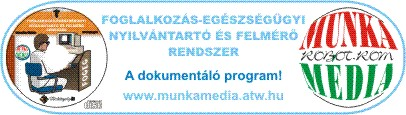 FOGLALKOZÁS-EGÉSZSÉGÜGYI
NYILVÁNTARTÓ ÉS FELMÉRŐ
RENDSZER
A dokumentáló program!
www.munkamedia.atw.hu
MUNKA
ROBOT.ROM
MÉDIA